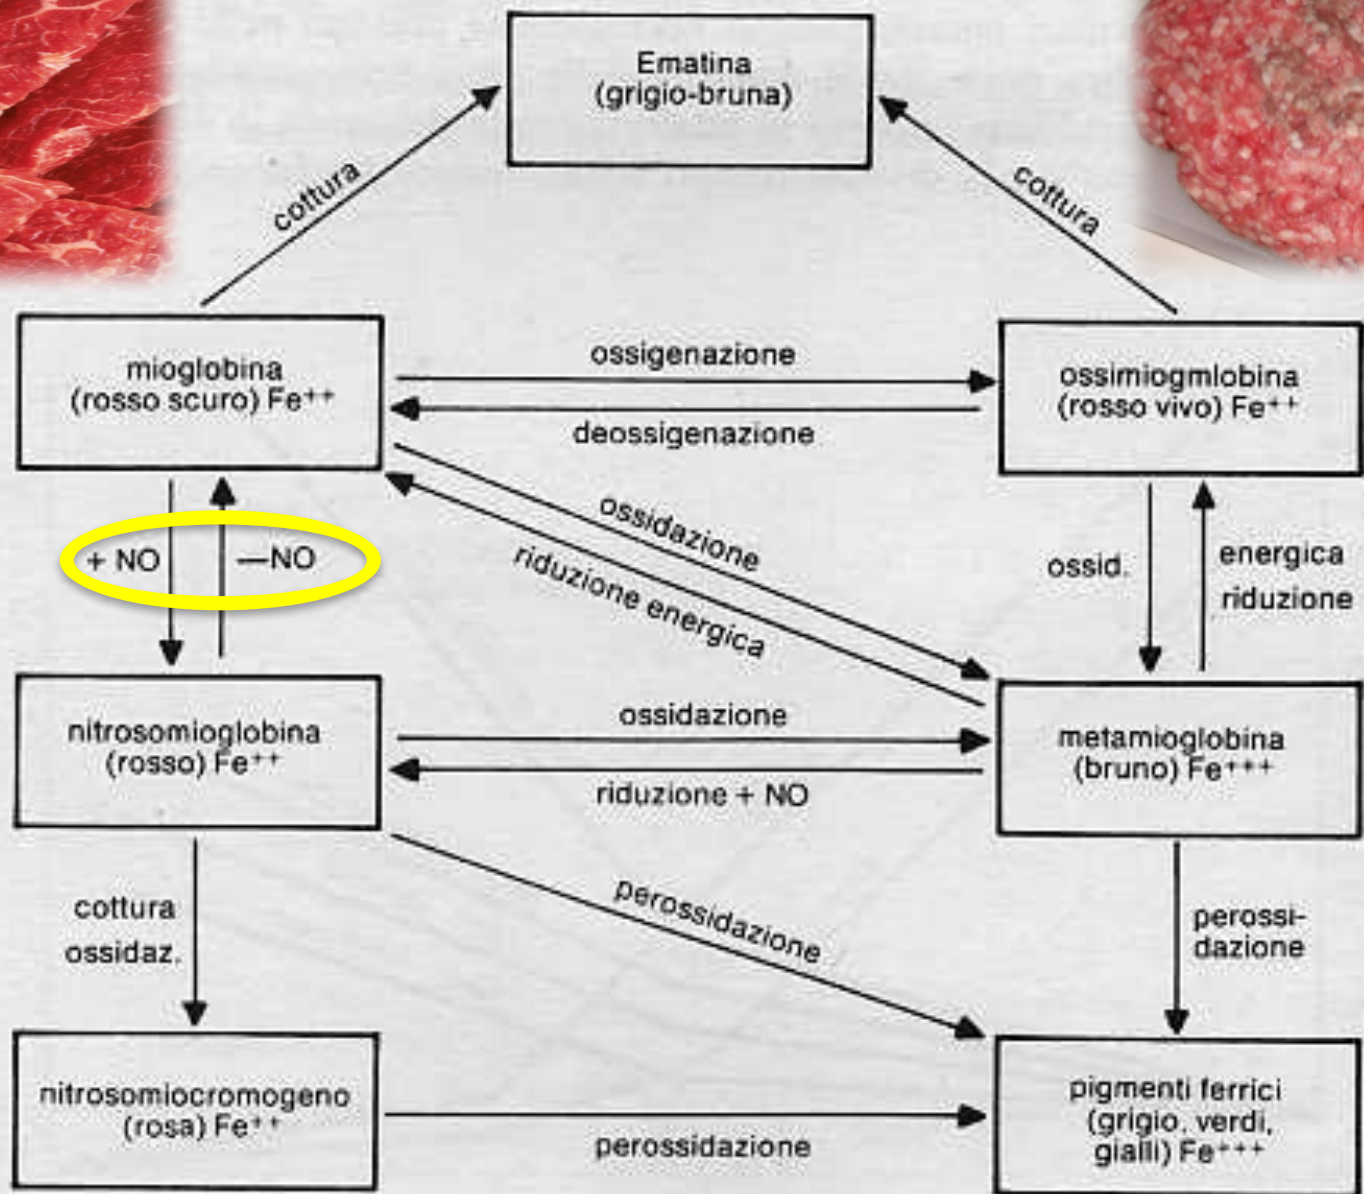 Ematina
(grigio-bruna)
cottura
cottura
mioglobina
(rosso scuro) Fe⁺⁺
ossigenazione
deossigenazione
ossimiogmlobina
(rosso vivo) Fe⁺⁺
+ NO
—NO
ossidazione
riduzione energica
ossid.
energica
riduzione
nitrosomioglobina
(rosso) Fe⁺⁺
ossidazione
riduzione + NO
metamioglobina
(bruno) Fe⁺⁺⁺
cottura
ossidaz.
perossidazione
perossi-
dazione
nitrosomiocromogeno
(rosa) Fe⁺⁺
perossidazione
pigmenti ferrici
(grigio, verdi,
gialli) Fe⁺⁺⁺